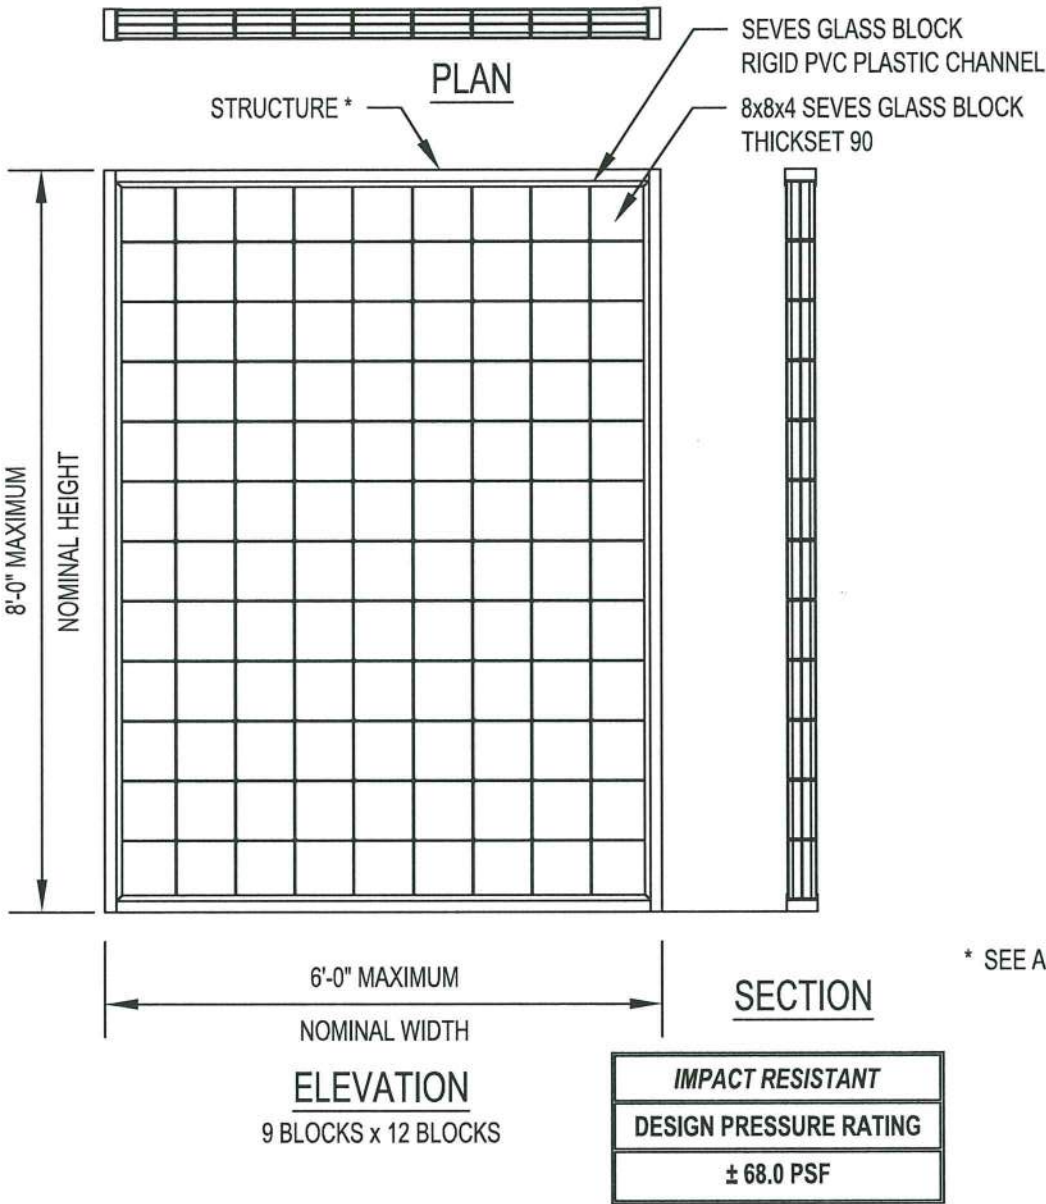 SEVES GLASS BLOCK
RIGID PVC PLASTIC CHANNEL
PLAN
STRUCTURE *
8x8x4 SEVES GLASS BLOCK
THICKSET 90
8'-0" MAXIMUM
NOMINAL HEIGHT
6'-0" MAXIMUM
NOMINAL WIDTH
* SEE A
SECTION
ELEVATION
9 BLOCKS x 12 BLOCKS
IMPACT RESISTANT
DESIGN PRESSURE RATING
± 68.0 PSF